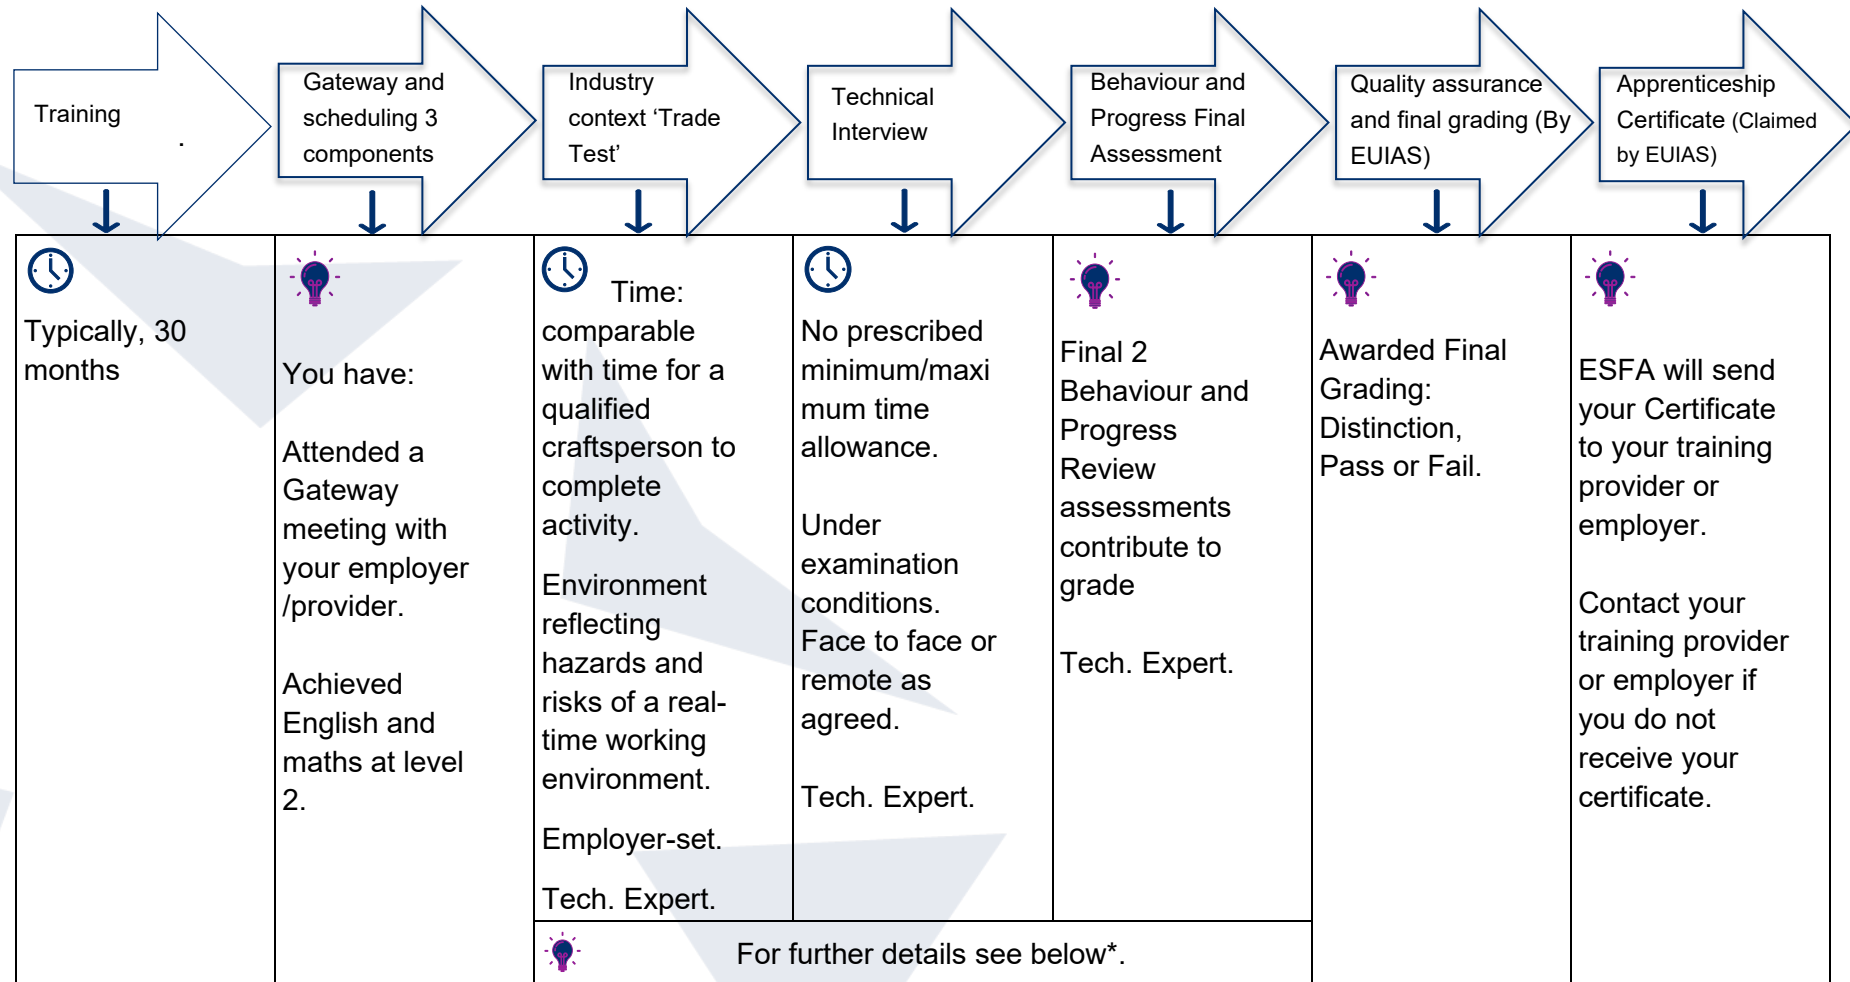 Training
.
Gateway and
scheduling 3
components
Industry
context ‘Trade
Test’
Technical
Interview
Behaviour and
Progress Final
Assessment
Quality assurance
and final grading (By
EUIAS)
Apprenticeship
Certificate (Claimed
by EUIAS)
Typically, 30
months
You have:
Attended a
Gateway
meeting with
your employer
/provider.
Achieved
English and
maths at level
2.
Time:
comparable
with time for a
qualified
craftsperson to
complete
activity.
Environment
reflecting
hazards and
risks of a real-
time working
environment.
Employer-set.
Tech. Expert.
No prescribed
minimum/maxi
mum time
allowance.
Under
examination
conditions.
Face to face or
remote as
agreed.
Tech. Expert.
Final 2
Behaviour and
Progress
Review
assessments
contribute to
grade
Tech. Expert.
Awarded Final
Grading:
Distinction,
Pass or Fail.
ESFA will send
your Certificate
to your training
provider or
employer.
Contact your
training provider
or employer if
you do not
receive your
certificate.
For further details see below*.